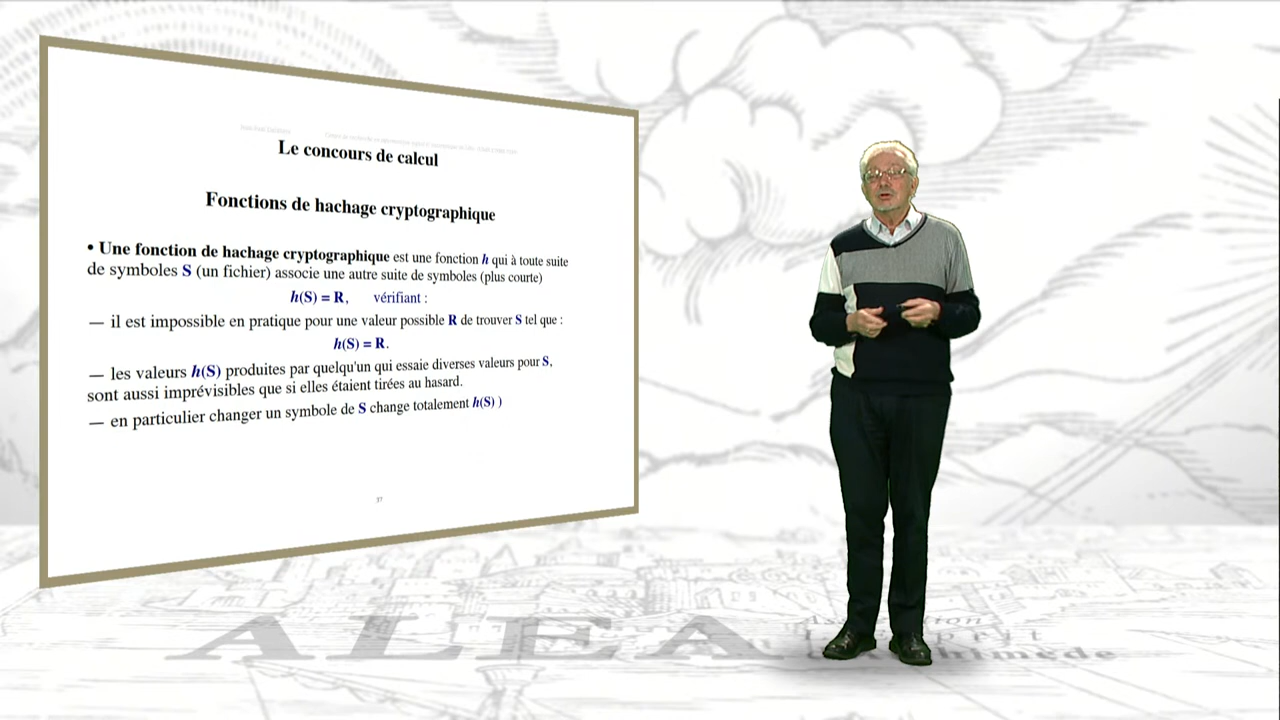 Le concours de calcul
Fonctions de hachage cryptographique
• Une fonction de hachage cryptographique est une fonction h qui à toute suite
de symboles S (un fichier) associe une autre suite de symboles (plus courte)
h(S) = R, vérifiant :
— il est impossible en pratique pour une valeur possible R de trouver S tel que :
h(S) = R.
— les valeurs h(S) produites par quelqu'un qui essaie diverses valeurs pour S,
sont aussi imprévisibles que si elles étaient tirées au hasard.
— en particulier changer un symbole de S change totalement h(S) )
37
ALEA